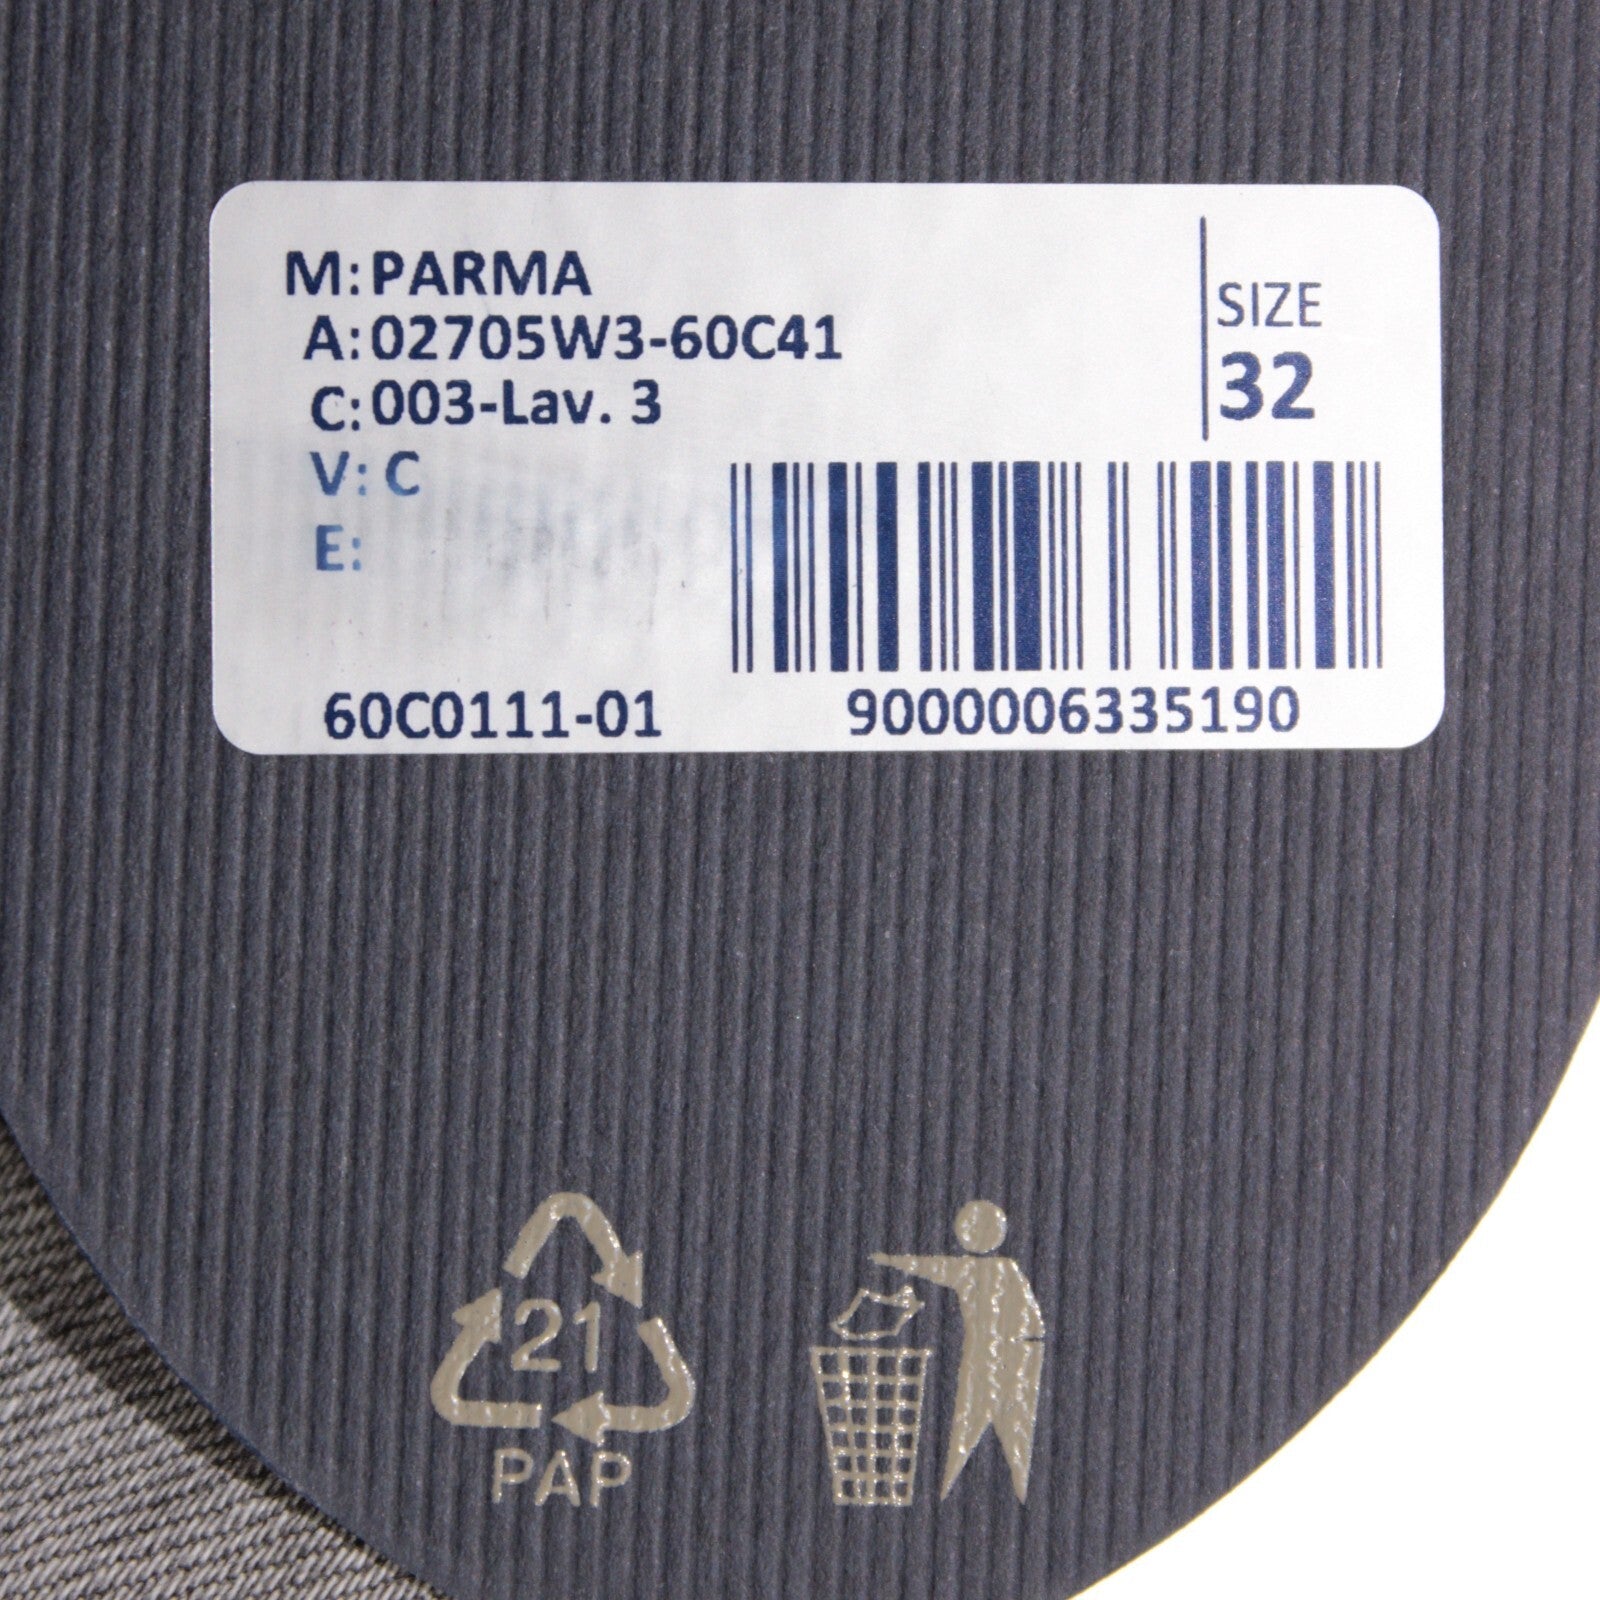 M: PARMA
A: 02705W3-60C41
C: 003-Lav. 3
V: C
E:
SIZE
32
60C0111-01
9000006335190
21
PAP